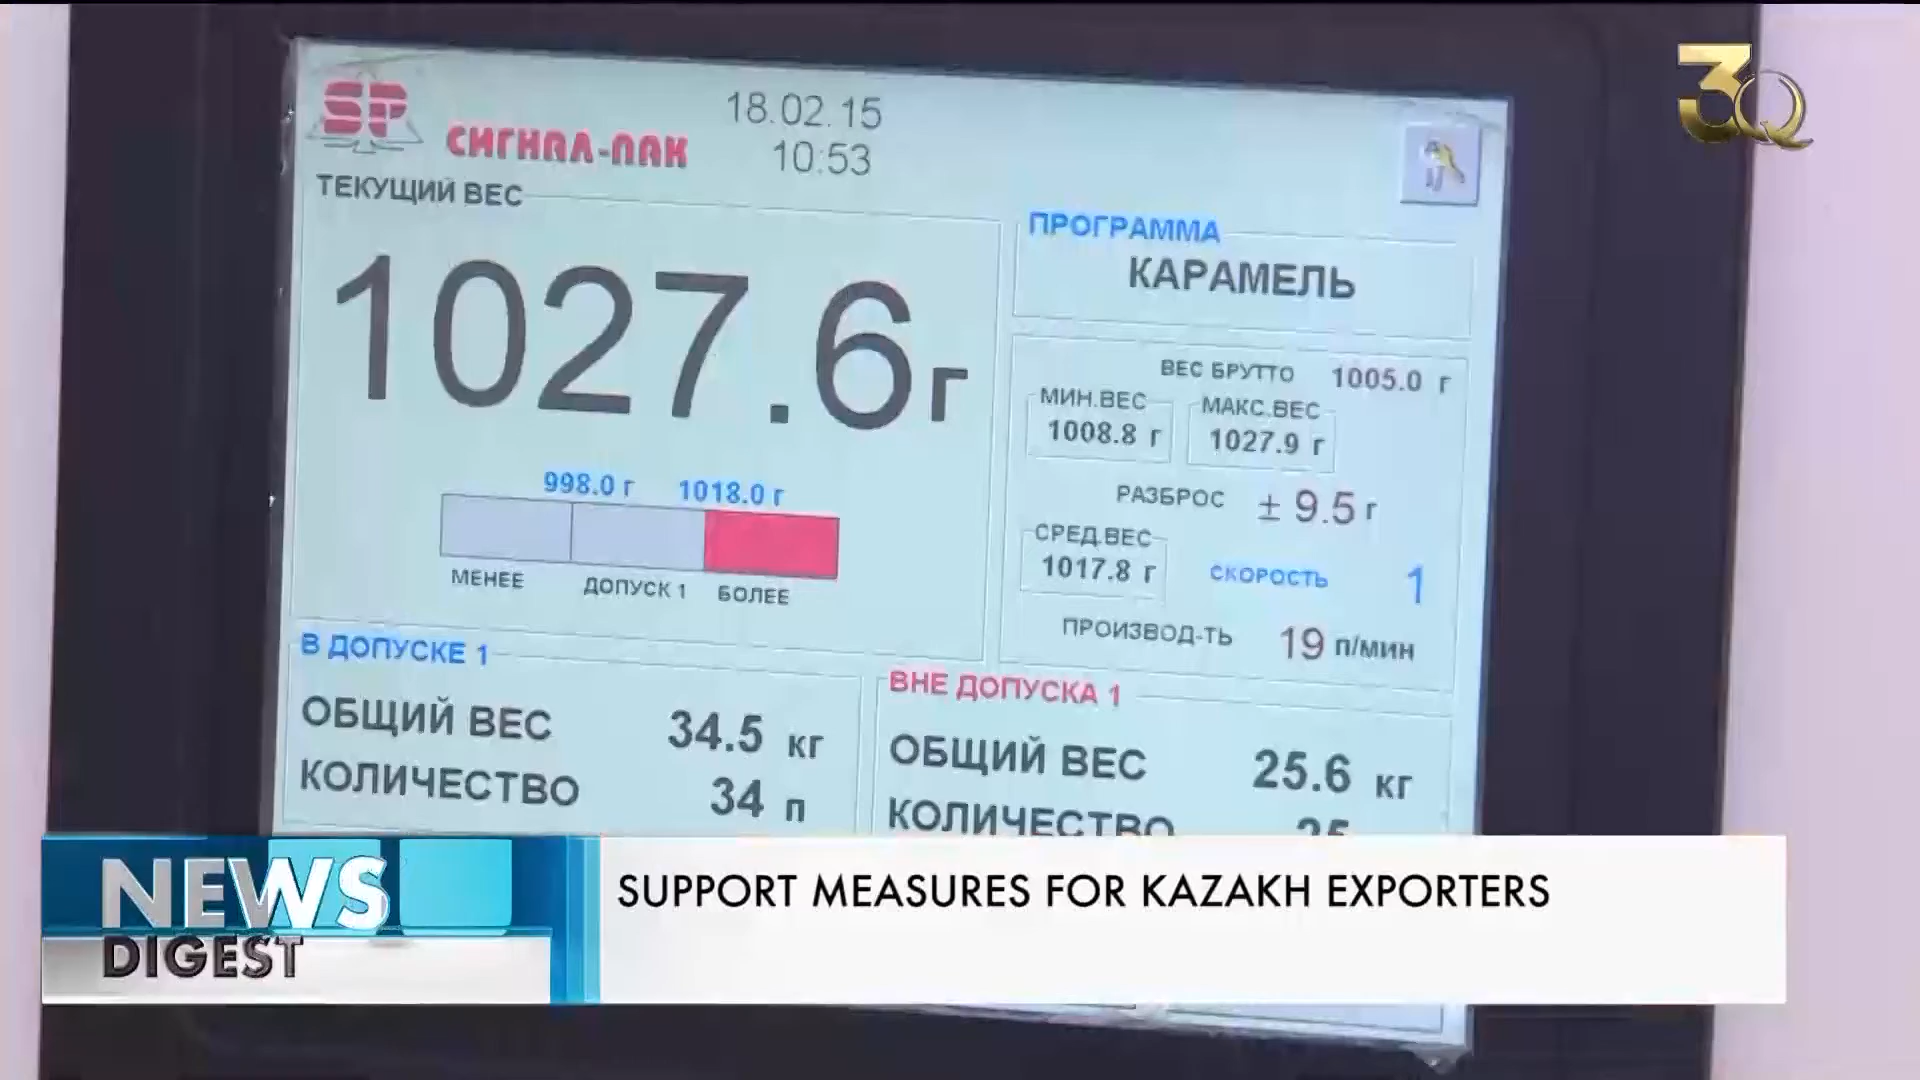 3Q
SP
СИГНАЛ-ПАК
18.02.15
10:53
ТЕКУЩИЙ ВЕС
1027.6г
998.0 г 1018.0 г
МЕНЕЕ ДОПУСК 1 БОЛЕЕ
ПРОГРАММА
КАРАМЕЛЬ
ВЕС БРУТТО 1005.0 г
МИН.ВЕС МАКС.ВЕС
1008.8 г 1027.9 г
РАЗБРОС ± 9.5 г
СРЕД.ВЕС
1017.8 г СКОРОСТЬ 1
ПРОИЗВОД-ТЬ 19 п/мин
В ДОПУСКЕ 1
ОБЩИЙ ВЕС 34.5 кг
КОЛИЧЕСТВО 34 п
ВНЕ ДОПУСКА 1
ОБЩИЙ ВЕС 25.6 кг
КОЛИЧЕСТВО 25
NEWS
DIGEST
SUPPORT MEASURES FOR KAZAKH EXPORTERS